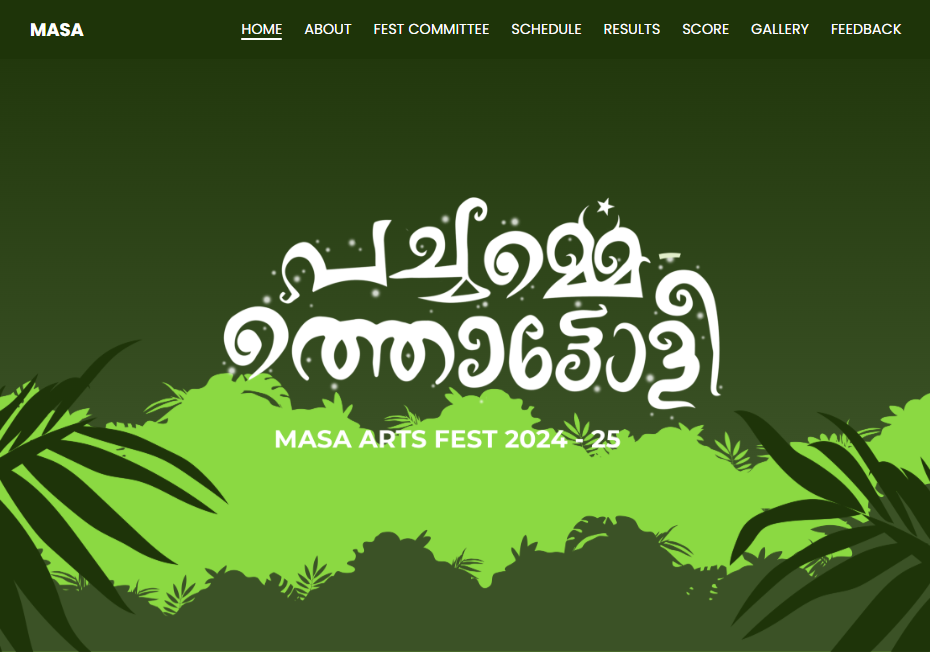 MASA HOME ABOUT FEST COMMITTEE SCHEDULE RESULTS SCORE GALLERY FEEDBACK
പച്ചമ്മെ-
ത്തൊട്ടോളീ
MASA ARTS FEST 2024 - 25